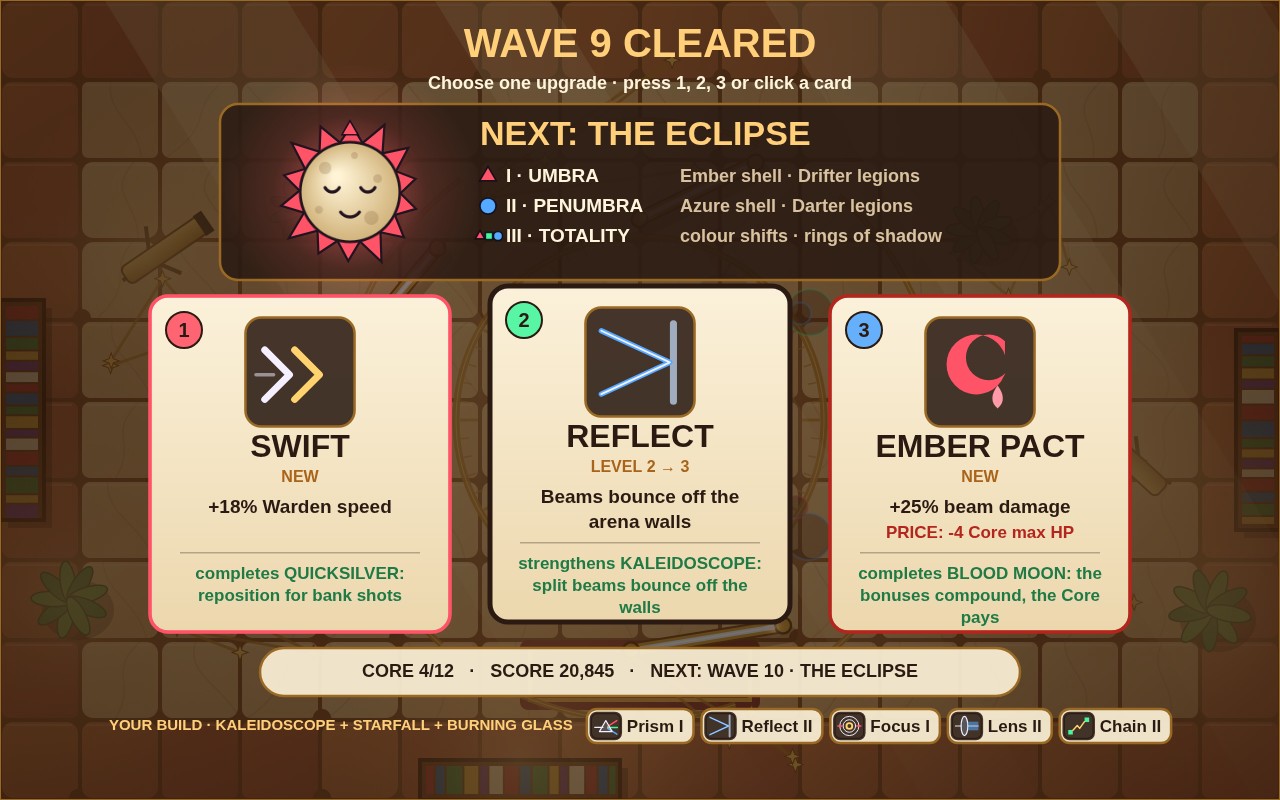 WAVE 9 CLEARED
Choose one upgrade · press 1, 2, 3 or click a card
NEXT: THE ECLIPSE
I · UMBRA Ember shell · Drifter legions
II · PENUMBRA Azure shell · Darter legions
III · TOTALITY colour shifts · rings of shadow
1
SWIFT
NEW
+18% Warden speed
completes QUICKSILVER:
reposition for bank shots
2
REFLECT
LEVEL 2 → 3
Beams bounce off the
arena walls
strengthens KALEIDOSCOPE:
split beams bounce off the
walls
3
EMBER PACT
NEW
+25% beam damage
PRICE: -4 Core max HP
completes BLOOD MOON: the
bonuses compound, the Core
pays
CORE 4/12 · SCORE 20,845 · NEXT: WAVE 10 · THE ECLIPSE
YOUR BUILD · KALEIDOSCOPE + STARFALL + BURNING GLASS Prism I Reflect II Focus I Lens II Chain II